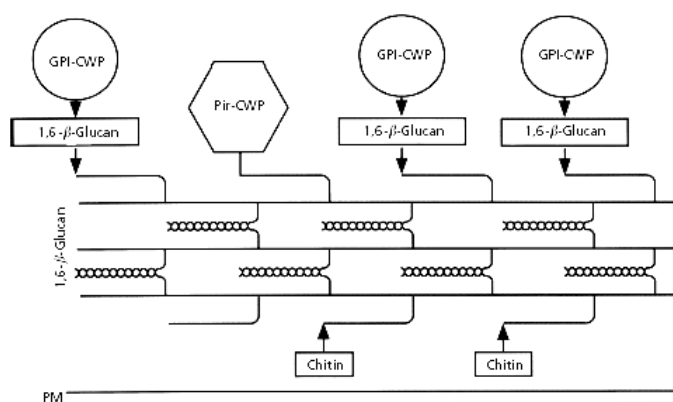 GPI-CWP
GPI-CWP
GPI-CWP
Pir-CWP
1,6-β-Glucan
1,6-β-Glucan
1,6-β-Glucan
1,6-β-Glucan
Chitin
Chitin
PM